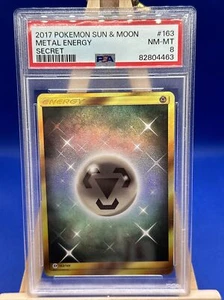 2017 POKEMON SUN & MOON #163
METAL ENERGY NM-MT
SECRET 8
PSA 82804463
ENERGY